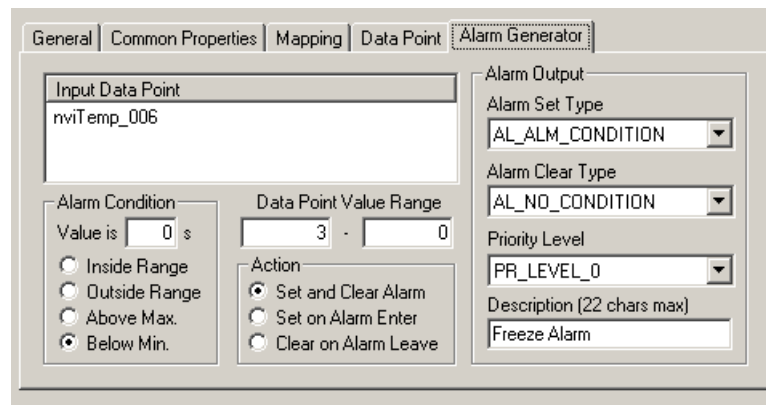 General Common Properties Mapping Data Point Alarm Generator
Input Data Point
nviTemp_006
Alarm Condition
Value is 0 s
Inside Range
Outside Range
Above Max.
Below Min.
Data Point Value Range
3 - 0
Action
Set and Clear Alarm
Set on Alarm Enter
Clear on Alarm Leave
Alarm Output
Alarm Set Type
AL_ALM_CONDITION
Alarm Clear Type
AL_NO_CONDITION
Priority Level
PR_LEVEL_0
Description (22 chars max)
Freeze Alarm